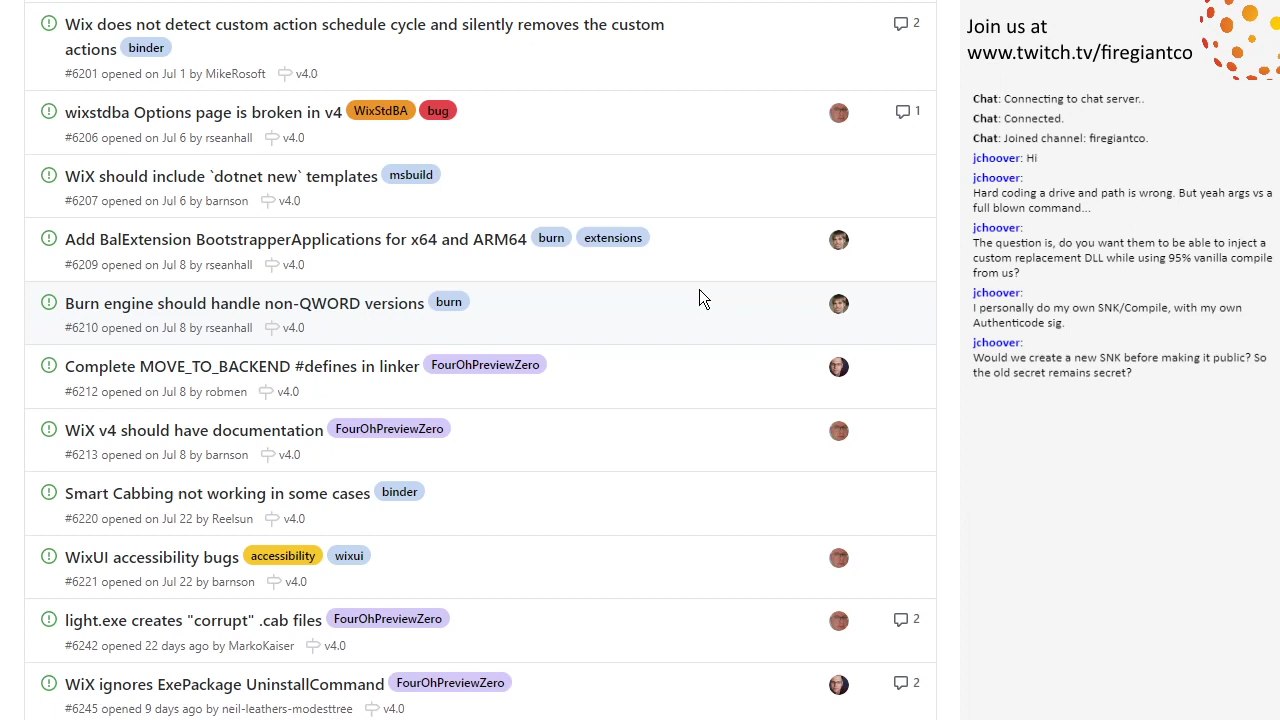 Wix does not detect custom action schedule cycle and silently removes the custom
actions binder
2
#6201 opened on Jul 1 by MikeRosoft v4.0
wixstdba Options page is broken in v4 WixStdBA bug
1
#6206 opened on Jul 6 by rseanhall v4.0
WiX should include `dotnet new` templates msbuild
#6207 opened on Jul 6 by barnson v4.0
Add BalExtension BootstrapperApplications for x64 and ARM64 burn extensions
#6209 opened on Jul 8 by rseanhall v4.0
Burn engine should handle non-QWORD versions burn
#6210 opened on Jul 8 by rseanhall v4.0
Complete MOVE_TO_BACKEND #defines in linker FourOhPreviewZero
#6212 opened on Jul 8 by robmen v4.0
WiX v4 should have documentation FourOhPreviewZero
#6213 opened on Jul 8 by barnson v4.0
Smart Cabbing not working in some cases binder
#6220 opened on Jul 22 by Reelsun v4.0
WixUI accessibility bugs accessibility wixui
#6221 opened on Jul 22 by barnson v4.0
light.exe creates "corrupt" .cab files FourOhPreviewZero
2
#6242 opened 22 days ago by MarkoKaiser v4.0
WiX ignores ExePackage UninstallCommand FourOhPreviewZero
2
#6245 opened 9 days ago by neil-leathers-modesttree v4.0
Join us at
www.twitch.tv/firegiantco
Chat: Connecting to chat server..
Chat: Connected.
Chat: Joined channel: firegiantco.
jchoover: Hi
jchoover:
Hard coding a drive and path is wrong. But yeah args vs a
full blown command...
jchoover:
The question is, do you want them to be able to inject a
custom replacement DLL while using 95% vanilla compile
from us?
jchoover:
I personally do my own SNK/Compile, with my own
Authenticode sig.
jchoover:
Would we create a new SNK before making it public? So
the old secret remains secret?